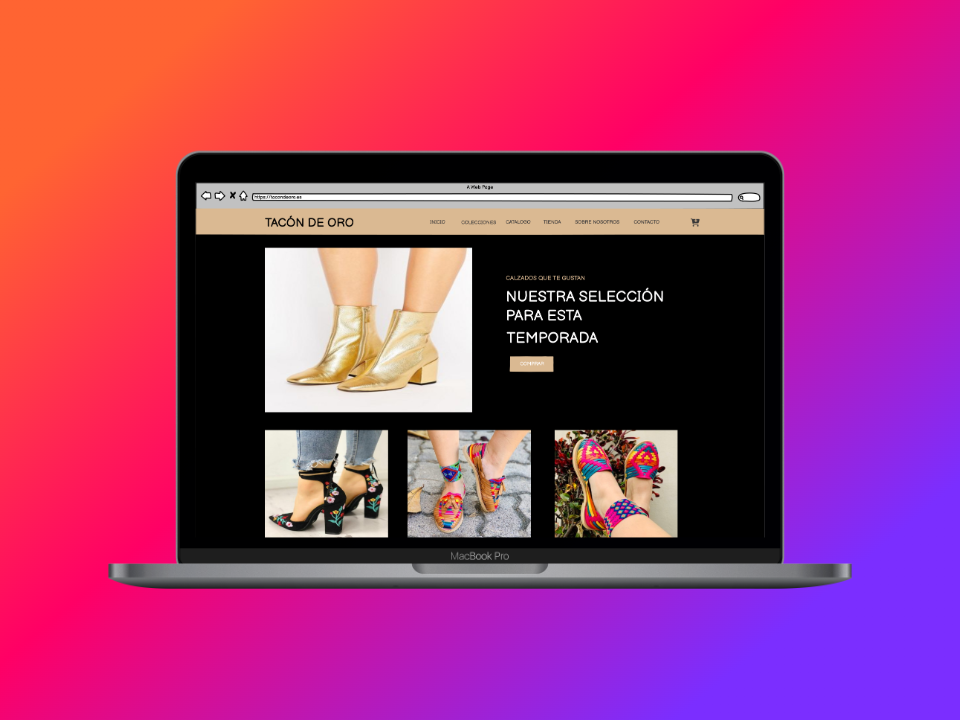 A Web Page
https://tacondeoro.es
TACÓN DE ORO
INICIO
COLECCIONES
CATALOGO
TIENDA
SOBRE NOSOTROS
CONTACTO
CALZADOS QUE TE GUSTAN
NUESTRA SELECCIÓN
PARA ESTA
TEMPORADA
COMPRAR
MacBook Pro